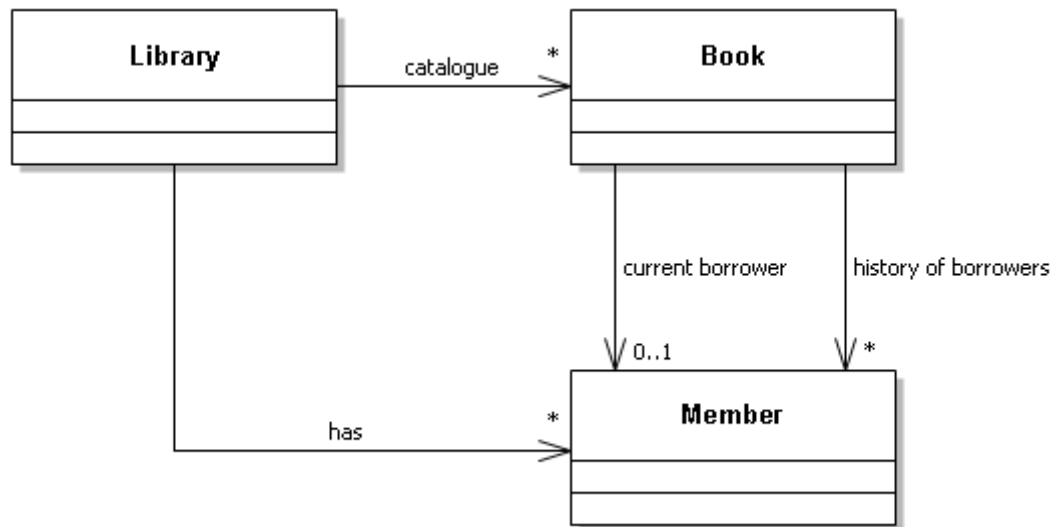 Library
catalogue
*
Book
current borrower
history of borrowers
0..1
*
has
*
Member